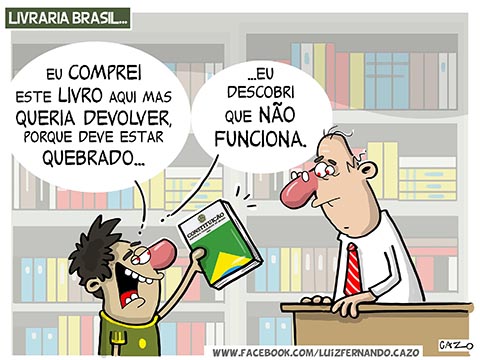 LIVRARIA BRASIL...
EU COMPREI
ESTE LIVRO AQUI MAS
QUERIA DEVOLVER,
PORQUE DEVE ESTAR
QUEBRADO...
...EU
DESCOBRI
QUE NÃO
FUNCIONA.
CONSTITUIÇÃO
CAZO
WWW.FACEBOOK.COM/LUIZFERNANDO.CAZO